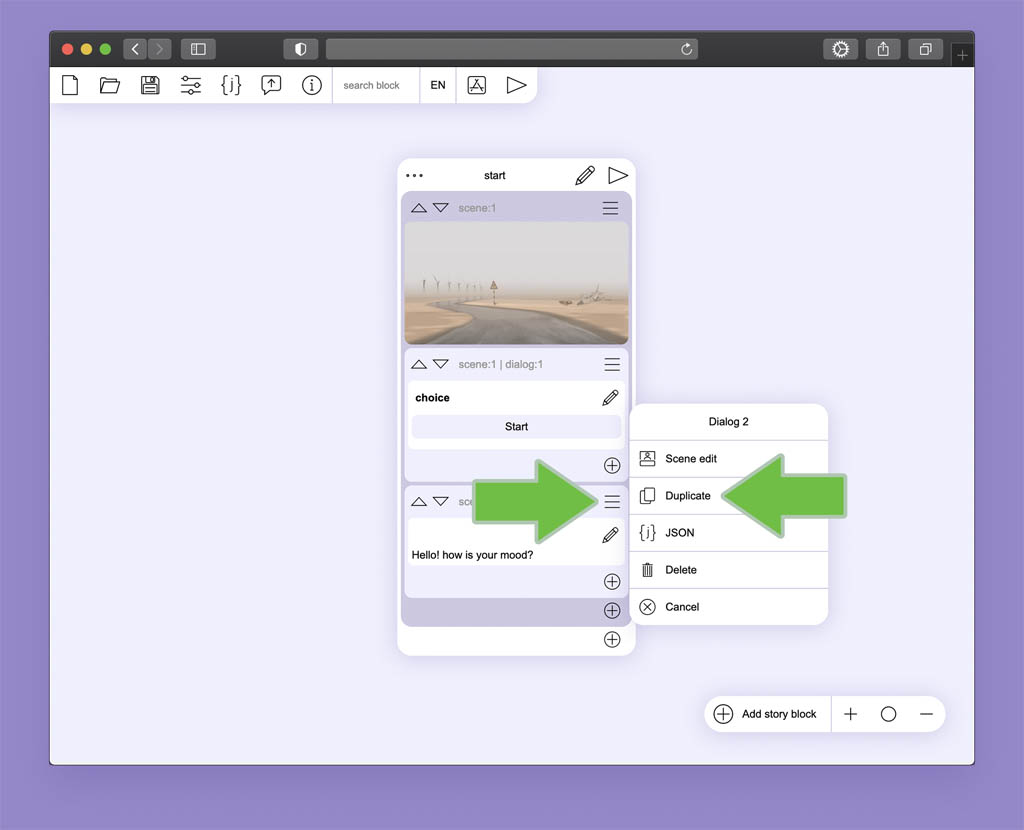 {j}
search block
EN
start
scene:1
scene:1 | dialog:1
choice
Start
Hello! how is your mood?
Dialog 2
Scene edit
Duplicate
{j} JSON
Delete
Cancel
Add story block